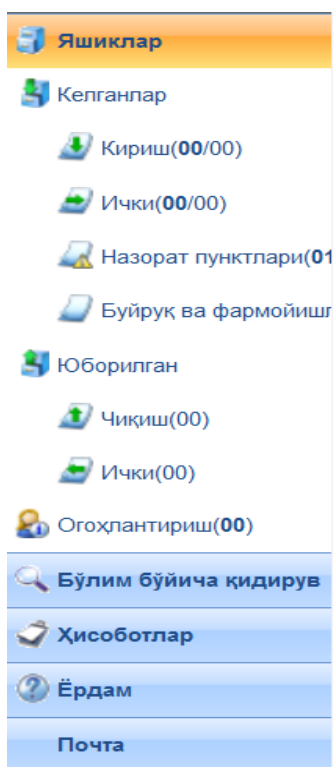 Яшиклар
Келганлар
Кириш(00/00)
Ички(00/00)
Назорат пунктлари(01
Буйруқ ва фармойишл
Юборилган
Чиқиш(00)
Ички(00)
Огоҳлантириш(00)
Бўлим бўйича қидирув
Ҳисоботлар
Ёрдам
Почта